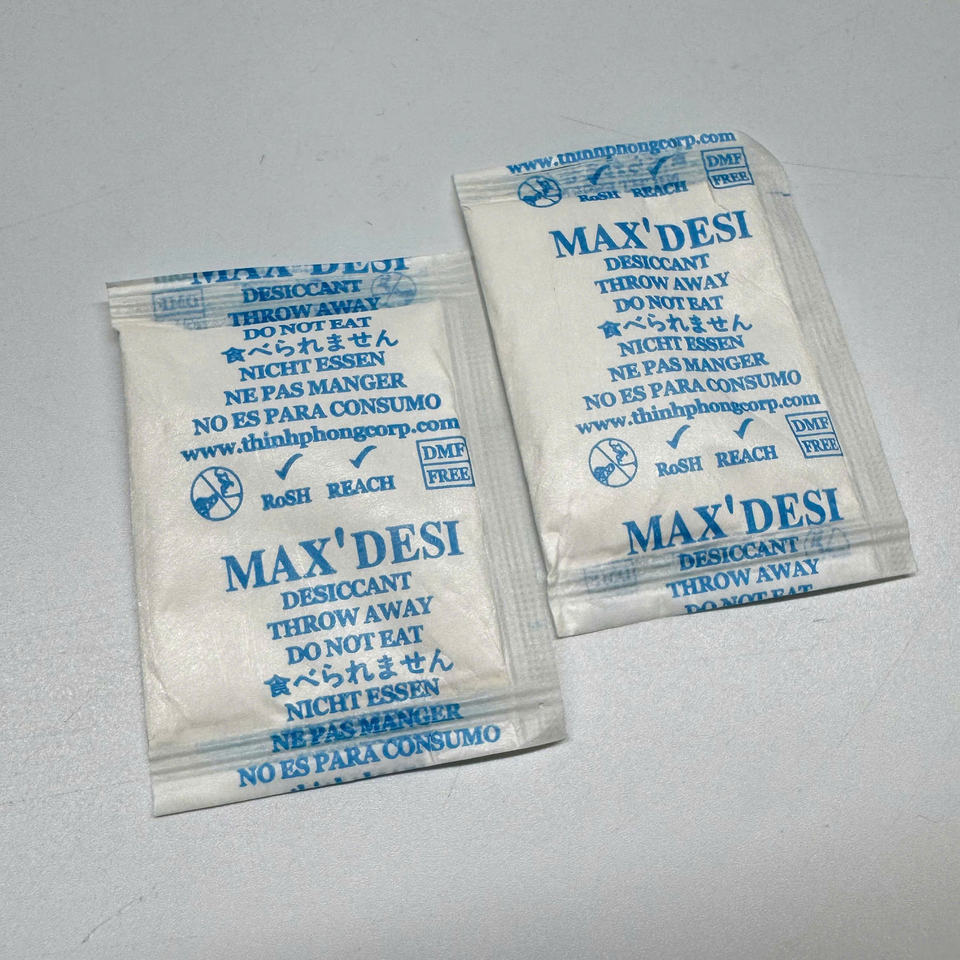 MAX'DESI
DESICCANT
THROW AWAY
DO NOT EAT
食べられません
NICHT ESSEN
NE PAS MANGER
NO ES PARA CONSUMO
www.thinhphongcorp.com
RoSH REACH
DMF
FREE
MAX'DESI
DESICCANT
THROW AWAY
DO NOT EAT
食べられません
NICHT ESSEN
NE PAS MANGER
NO ES PARA CONSUMO
www.thinhphongcorp.com
RoSH REACH
DMF
FREE
MAX'DESI
DESICCANT
THROW AWAY
DO NOT EAT
食べられません
NICHT ESSEN
NE PAS MANGER
NO ES PARA CONSUMO
www.thinhphongcorp.com
RoSH REACH
DMF
FREE
MAX'DESI
DESICCANT
THROW AWAY
DO NOT EAT